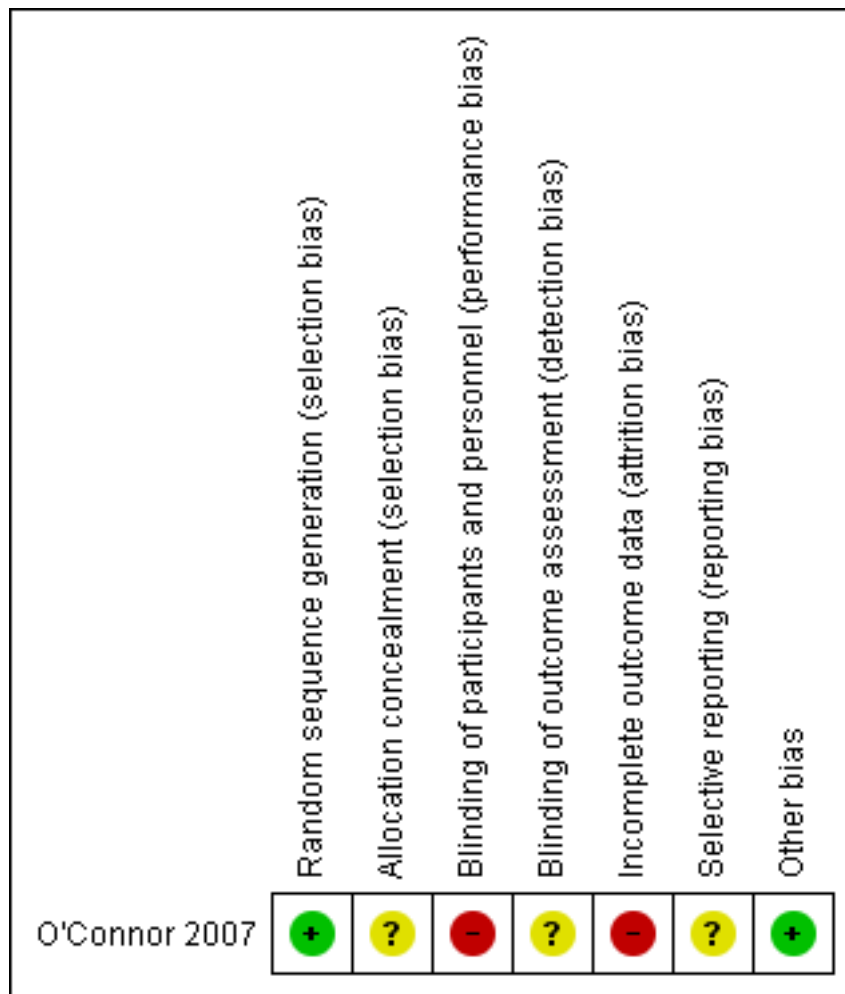 Random sequence generation (selection bias)
Allocation concealment (selection bias)
Blinding of participants and personnel (performance bias)
Blinding of outcome assessment (detection bias)
Incomplete outcome data (attrition bias)
Selective reporting (reporting bias)
Other bias
O'Connor 2007 + ? - ? - ? +